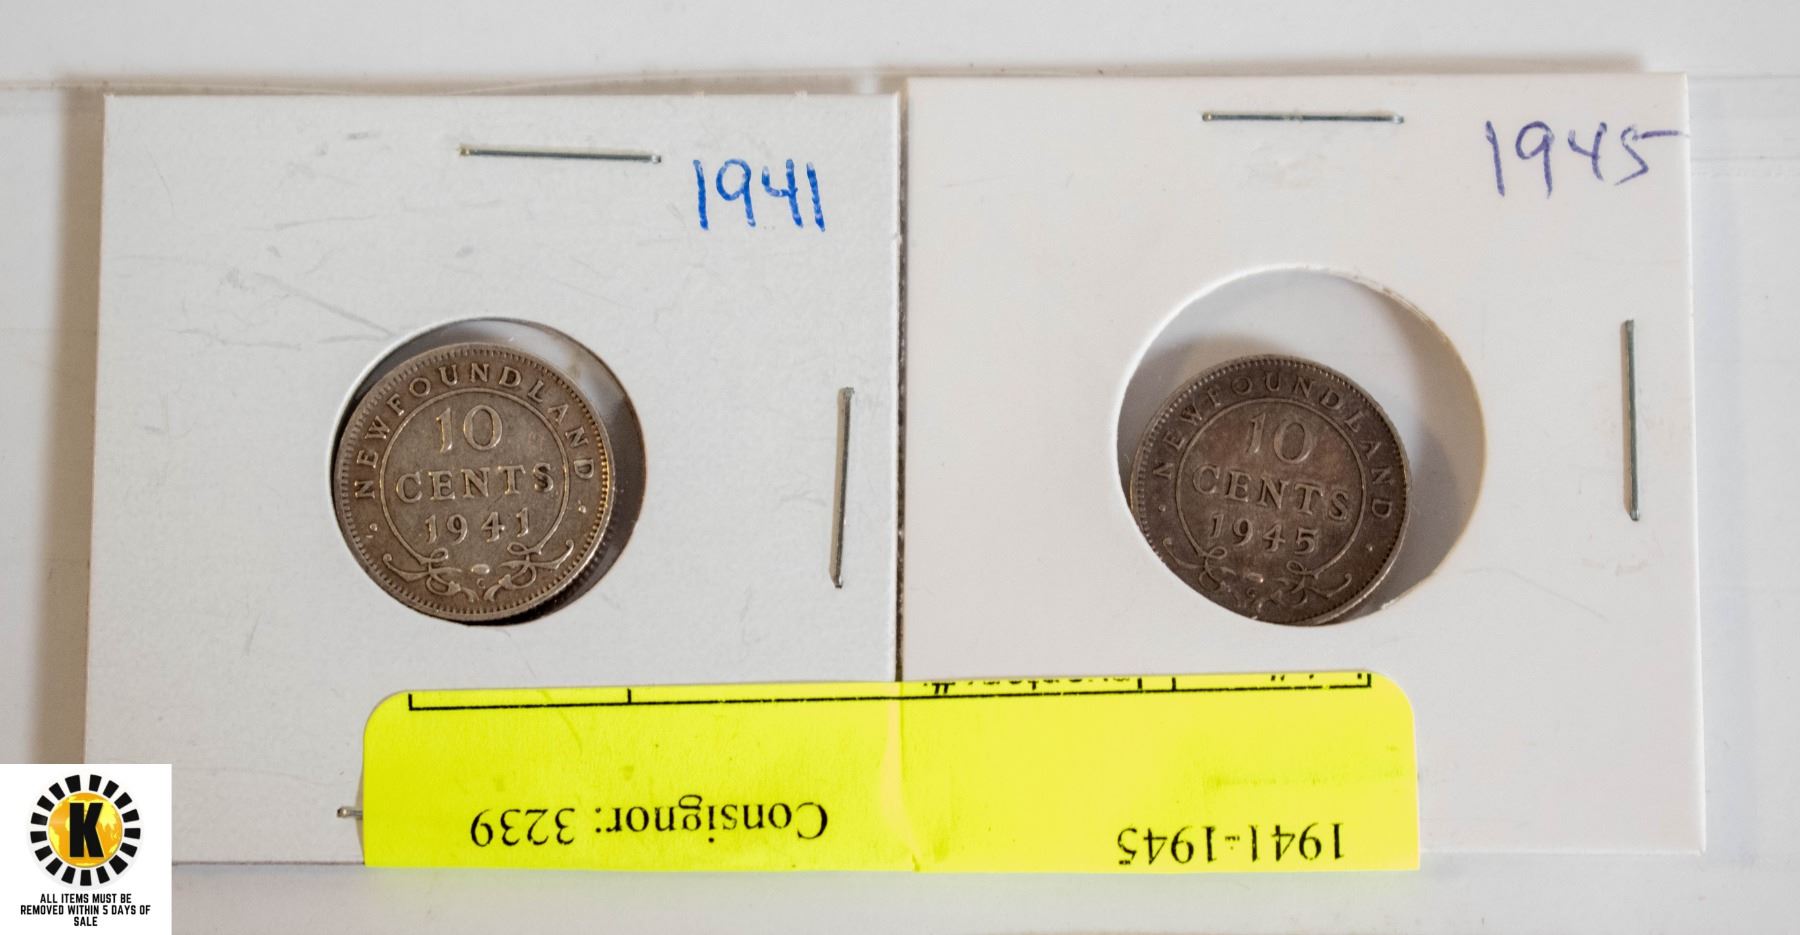 1941
1945
NEWFOUNDLAND
10
CENTS
1941
NEWFOUNDLAND
10
CENTS
1945
Consignor: 3239
1941-1945
K
ALL ITEMS MUST BE
REMOVED WITHIN 5 DAYS OF
SALE